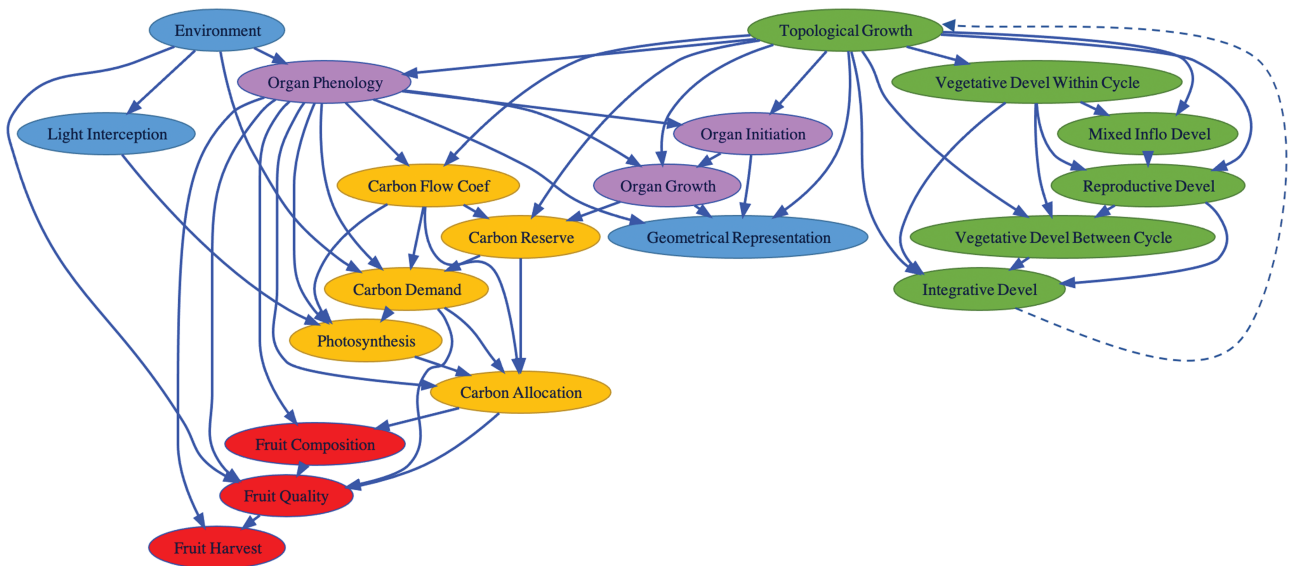 Environment
Topological Growth
Organ Phenology
Vegetative Devel Within Cycle
Light Interception
Organ Initiation
Mixed Inflo Devel
Carbon Flow Coef
Organ Growth
Reproductive Devel
Carbon Reserve
Geometrical Representation
Vegetative Devel Between Cycle
Carbon Demand
Integrative Devel
Photosynthesis
Carbon Allocation
Fruit Composition
Fruit Quality
Fruit Harvest